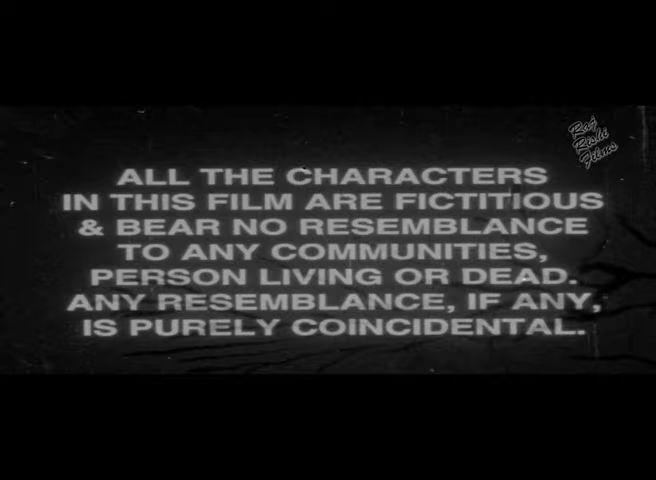 Raj
Rishi
Films
ALL THE CHARACTERS
IN THIS FILM ARE FICTITIOUS
& BEAR NO RESEMBLANCE
TO ANY COMMUNITIES,
PERSON LIVING OR DEAD.
ANY RESEMBLANCE, IF ANY,
IS PURELY COINCIDENTAL.